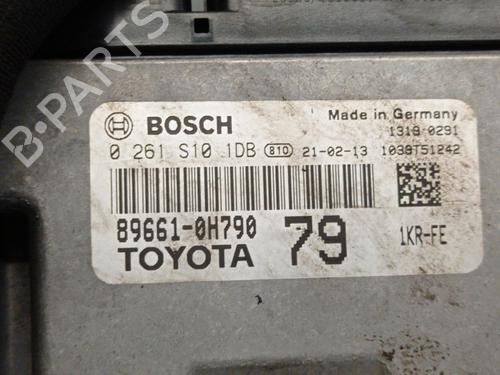 BOSCH
Made in Germany
1319 0291
0 261 S10 1DB 810 21-02-13 1039T51242
89661-0H790
TOYOTA
79
1KR-FE
B-PARTS